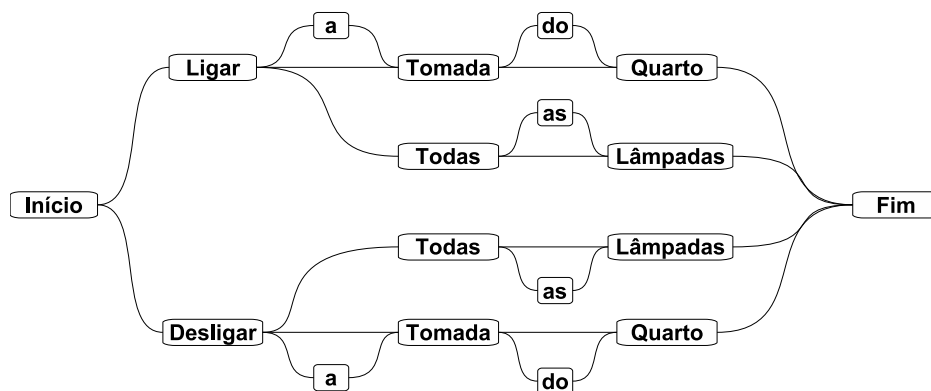 a do
Ligar Tomada Quarto
as
Todas Lâmpadas
Início Fim
Todas Lâmpadas
as
Desligar Tomada Quarto
a do